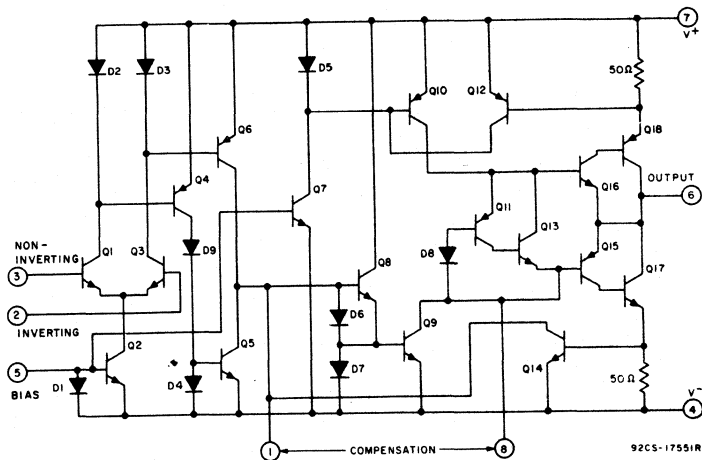 7
V+
D2
D3
D5
50Ω
Q10
Q12
Q6
Q18
Q4
OUTPUT
6
Q7
Q16
Q11
Q13
NON-
INVERTING
3
Q1
Q3
D9
D8
Q15
Q8
Q17
2
INVERTING
D6
Q9
Q2
5
BIAS
D1
D4
Q5
D7
Q14
50Ω
V-
4
1
COMPENSATION
8
92CS-17551R